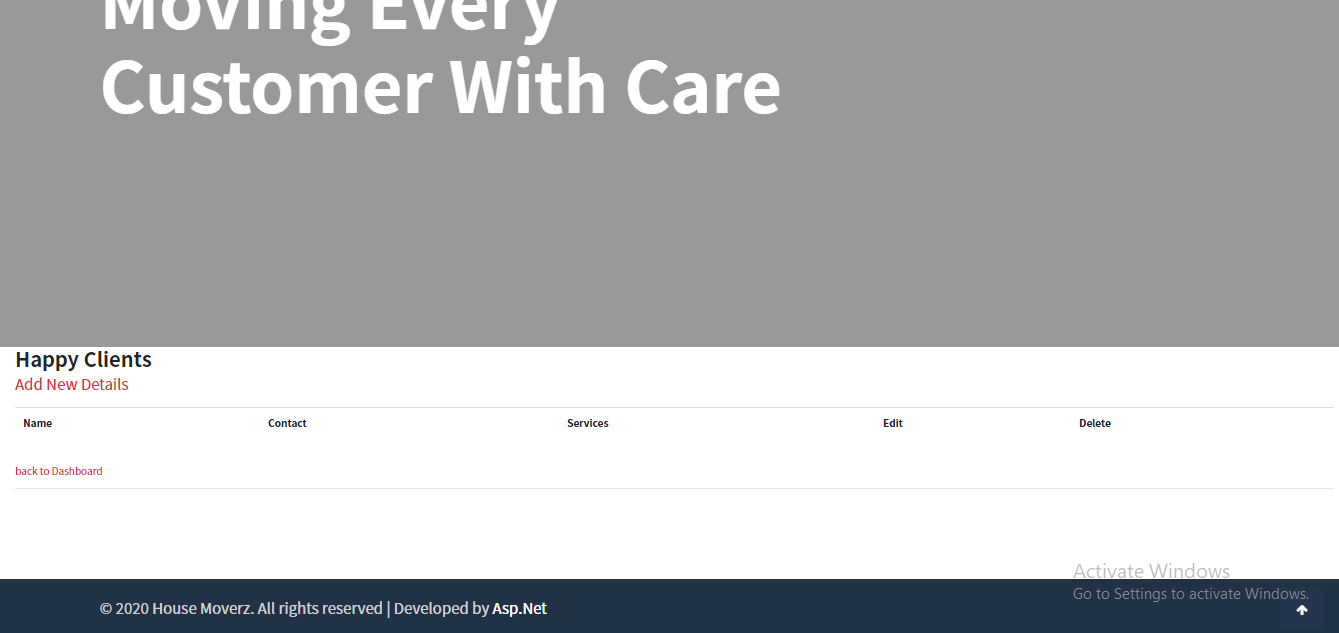 Moving Every
Customer With Care
Happy Clients
Add New Details
Name Contact Services Edit Delete
back to Dashboard
Activate Windows
Go to Settings to activate Windows.
© 2020 House Moverz. All rights reserved | Developed by Asp.Net